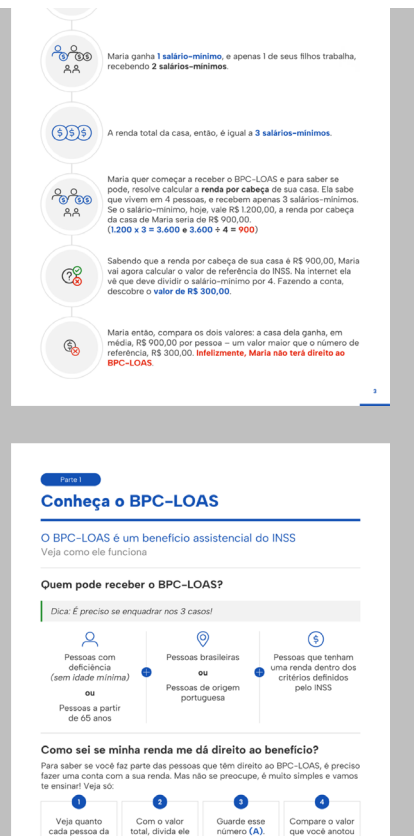 Maria ganha 1 salário-mínimo, e apenas 1 de seus filhos trabalha,
recebendo 2 salários-mínimos.
A renda total da casa, então, é igual a 3 salários-mínimos.
Maria quer começar a receber o BPC-LOAS e para saber se
pode, resolve calcular a renda por cabeça de sua casa. Ela sabe
que vivem em 4 pessoas, e recebem apenas 3 salários-mínimos.
Se o salário-mínimo, hoje, vale R$ 1.200,00, a renda por cabeça
da casa de Maria seria de R$ 900,00.
(1.200 x 3 = 3.600 e 3.600 ÷ 4 = 900)
Sabendo que a renda por cabeça de sua casa é R$ 900,00, Maria
vai agora calcular o valor de referência do INSS. Na internet ela
vê que deve dividir o salário-mínimo por 4. Fazendo a conta,
descobre o valor de R$ 300,00.
Maria então, compara os dois valores: a casa dela ganha, em
média, R$ 900,00 por pessoa – um valor maior que o número de
referência, R$ 300,00. Infelizmente, Maria não terá direito ao
BPC-LOAS.
3
Parte 1
Conheça o BPC-LOAS
O BPC-LOAS é um benefício assistencial do INSS
Veja como ele funciona
Quem pode receber o BPC-LOAS?
Dica: É preciso se enquadrar nos 3 casos!
Pessoas com
deficiência
(sem idade mínima)
ou
Pessoas a partir
de 65 anos
Pessoas brasileiras
ou
Pessoas de origem
portuguesa
Pessoas que tenham
uma renda dentro dos
critérios definidos
pelo INSS
Como sei se minha renda me dá direito ao benefício?
Para saber se você faz parte das pessoas que têm direito ao BPC-LOAS, é preciso
fazer uma conta com a sua renda. Mas não se preocupe, é muito simples e vamos
te ensinar! Veja só:
1
Veja quanto
cada pessoa da
2
Com o valor
total, divida ele
3
Guarde esse
número (A).
4
Compare o valor
que você anotou